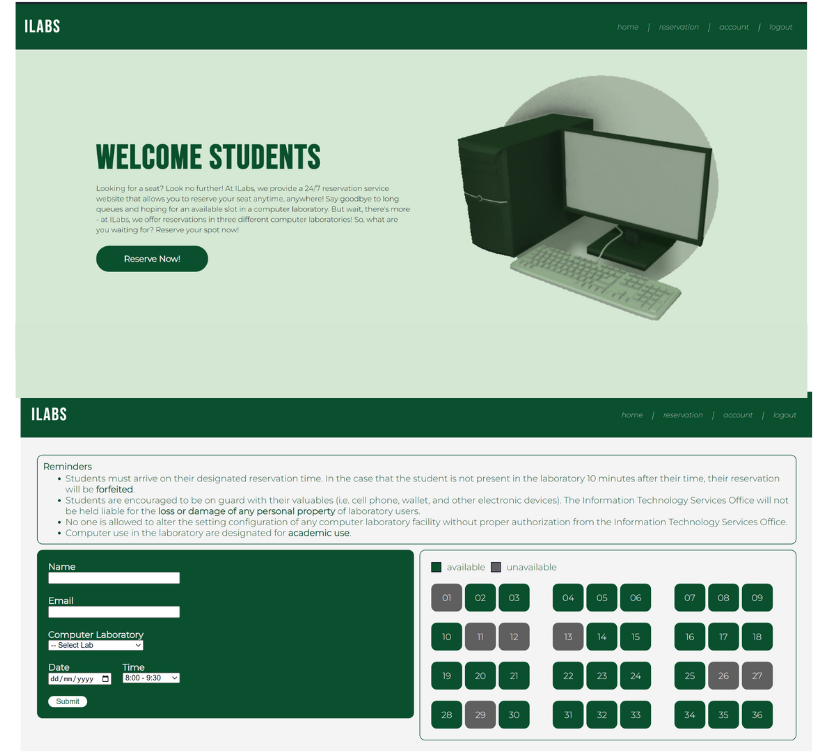 ILABS
home | reservation | account | logout
WELCOME STUDENTS
Looking for a seat? Look no further! At ILabs, we provide a 24/7 reservation service
website that allows you to reserve your seat anytime, anywhere! Say goodbye to long
queues and hoping for an available slot in a computer laboratory. But wait, there's more
- at ILabs, we offer reservations in three different computer laboratories! So, what are
you waiting for? Reserve your spot now!
Reserve Now!
ILABS
home | reservation | account | logout
Reminders
• Students must arrive on their designated reservation time. In the case that the student is not present in the laboratory 10 minutes after their time, their reservation
will be forfeited.
• Students are encouraged to be on guard with their valuables (i.e. cell phone, wallet, and other electronic devices). The Information Technology Services Office will not
be held liable for the loss or damage of any personal property of laboratory users.
• No one is allowed to alter the setting configuration of any computer laboratory facility without proper authorization from the Information Technology Services Office.
• Computer use in the laboratory are designated for academic use.
Name
Email
Computer Laboratory
-- Select Lab
Date Time
dd/mm/yyyy 8:00 - 9:30
Submit
available unavailable
01 02 03 04 05 06 07 08 09
10 11 12 13 14 15 16 17 18
19 20 21 22 23 24 25 26 27
28 29 30 31 32 33 34 35 36